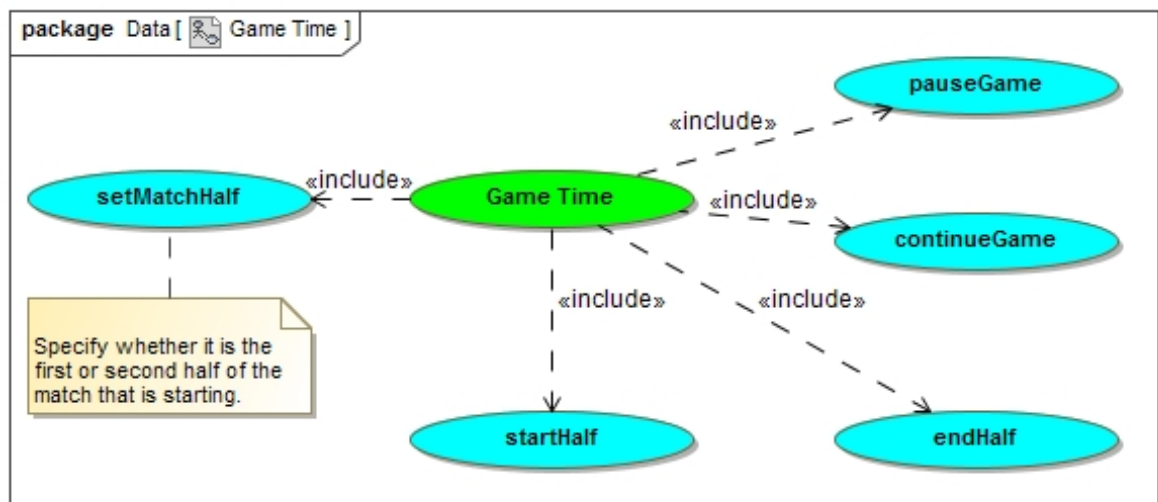 package Data [ Game Time ]
pauseGame
«include»
«include»
setMatchHalf
Game Time
«include»
continueGame
«include»
«include»
Specify whether it is the
first or second half of the
match that is starting.
startHalf
endHalf